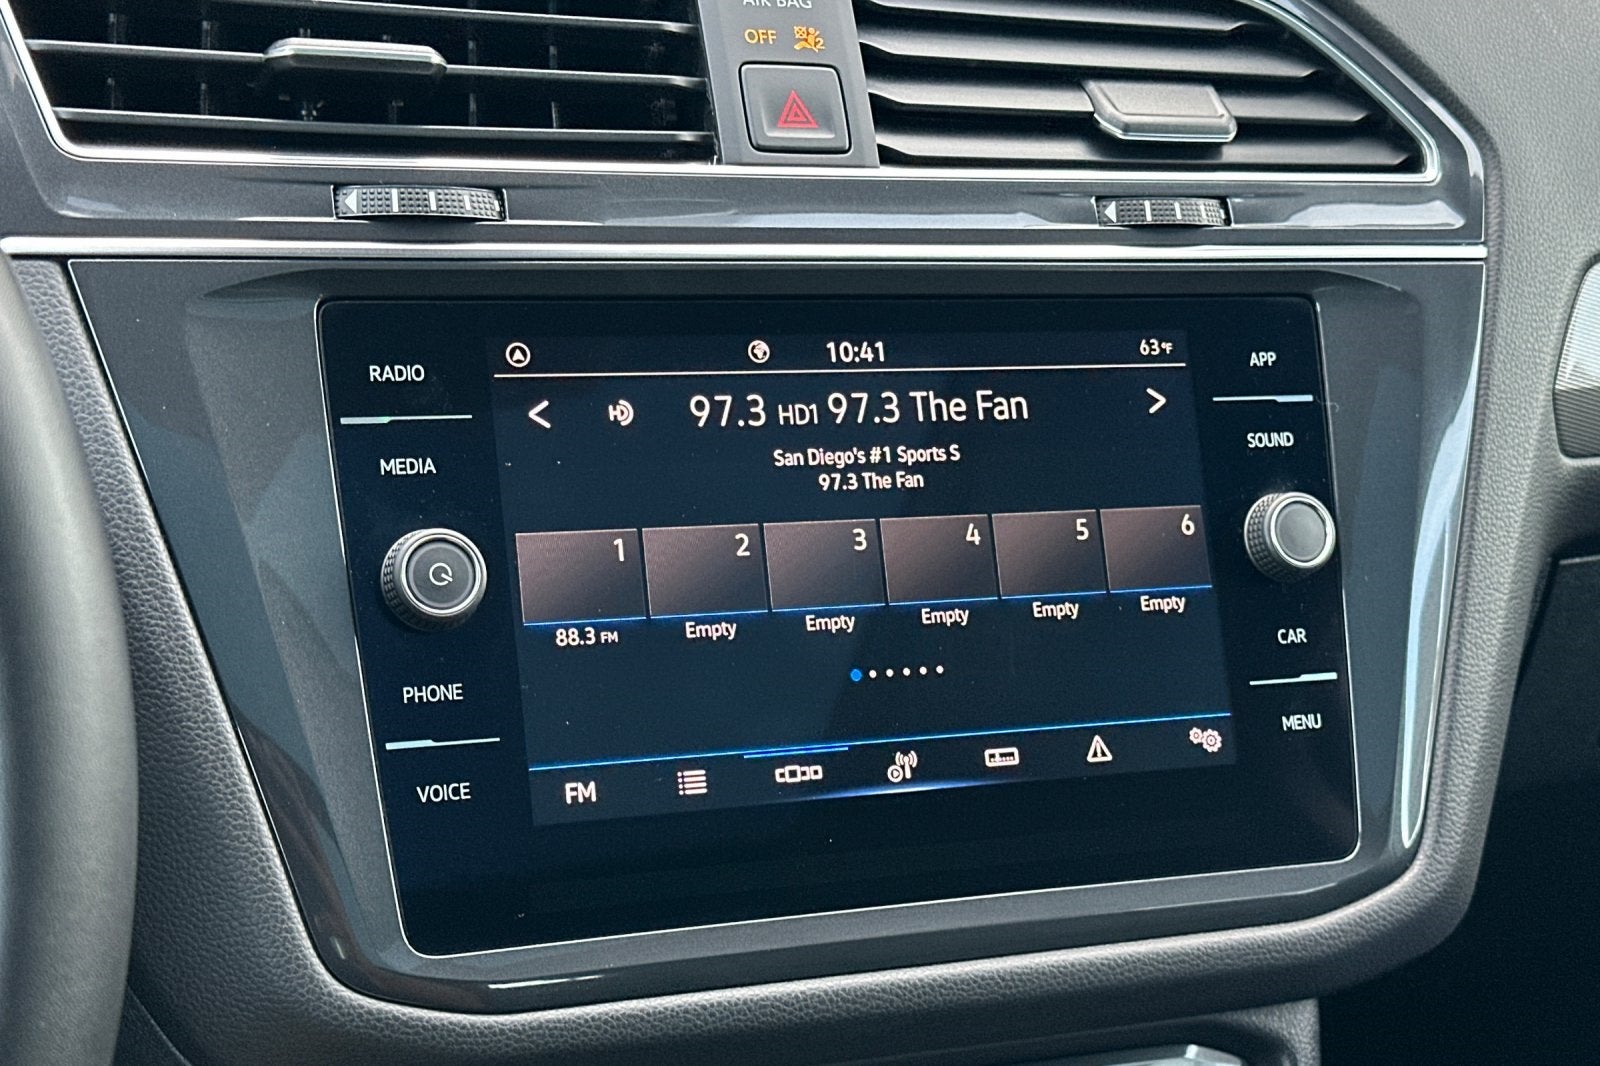 AIR BAG
OFF
2
10:41
63°F
RADIO
APP
97.3 HD1 97.3 The Fan
San Diego's #1 Sports S
97.3 The Fan
MEDIA
SOUND
1
2
3
4
5
6
88.3 FM
Empty
Empty
Empty
Empty
Empty
PHONE
CAR
VOICE
MENU
FM